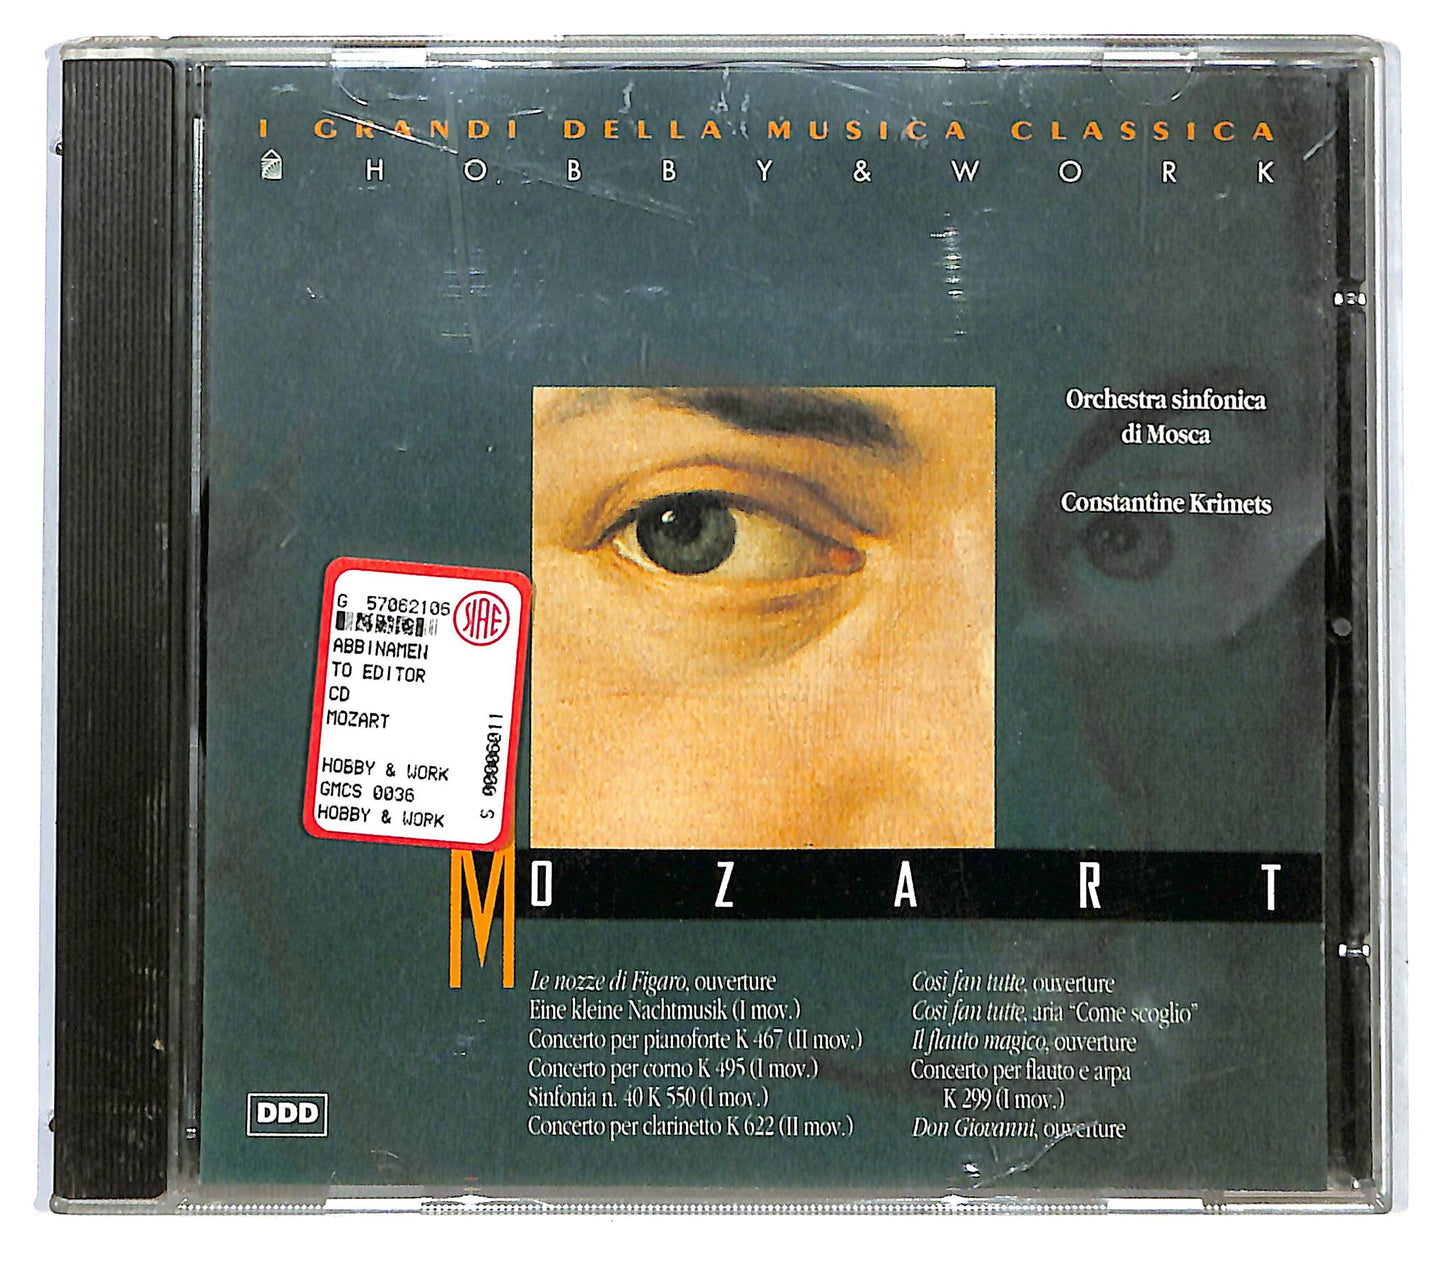 I GRANDI DELLA MUSICA CLASSICA
HOBBY & WORK
Orchestra sinfonica
di Mosca
Constantine Krimets
G 57062106
SIAE
ABBINAMEN
TO EDITOR
CD
MOZART
HOBBY & WORK
GMCS 0036
HOBBY & WORK
S 00006011
MOZART
Le nozze di Figaro, ouverture
Eine kleine Nachtmusik (I mov.)
Concerto per pianoforte K 467 (II mov.)
Concerto per corno K 495 (I mov.)
Sinfonia n. 40 K 550 (I mov.)
Concerto per clarinetto K 622 (II mov.)
Così fan tutte, ouverture
Così fan tutte, aria “Come scoglio”
Il flauto magico, ouverture
Concerto per flauto e arpa
K 299 (I mov.)
Don Giovanni, ouverture
DDD